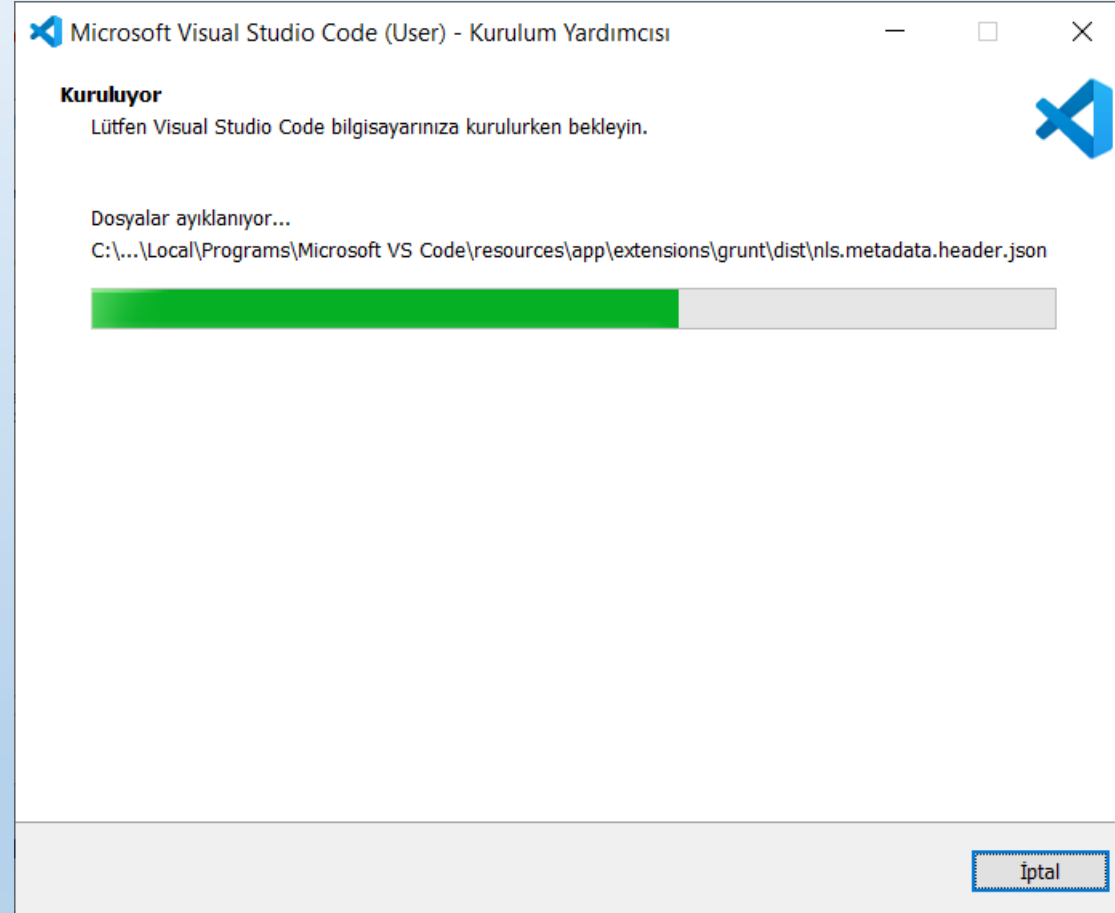 Microsoft Visual Studio Code (User) - Kurulum Yardımcısı
Kuruluyor
Lütfen Visual Studio Code bilgisayarınıza kurulurken bekleyin.
Dosyalar ayıklanıyor...
C:\...\Local\Programs\Microsoft VS Code\resources\app\extensions\grunt\dist\nls.metadata.header.json
İptal